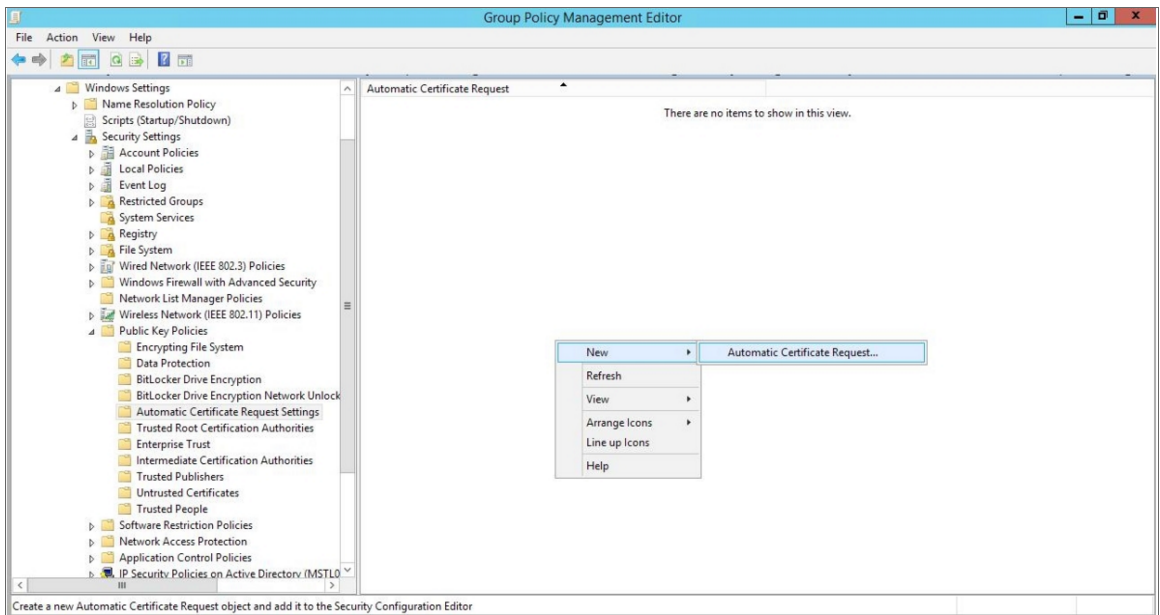 Group Policy Management Editor
File Action View Help
Windows Settings
Name Resolution Policy
Scripts (Startup/Shutdown)
Security Settings
Account Policies
Local Policies
Event Log
Restricted Groups
System Services
Registry
File System
Wired Network (IEEE 802.3) Policies
Windows Firewall with Advanced Security
Network List Manager Policies
Wireless Network (IEEE 802.11) Policies
Public Key Policies
Encrypting File System
Data Protection
BitLocker Drive Encryption
BitLocker Drive Encryption Network Unlock
Automatic Certificate Request Settings
Trusted Root Certification Authorities
Enterprise Trust
Intermediate Certification Authorities
Trusted Publishers
Untrusted Certificates
Trusted People
Software Restriction Policies
Network Access Protection
Application Control Policies
IP Security Policies on Active Directory (MSTL0
Automatic Certificate Request
There are no items to show in this view.
New
Automatic Certificate Request...
Refresh
View
Arrange Icons
Line up Icons
Help
Create a new Automatic Certificate Request object and add it to the Security Configuration Editor